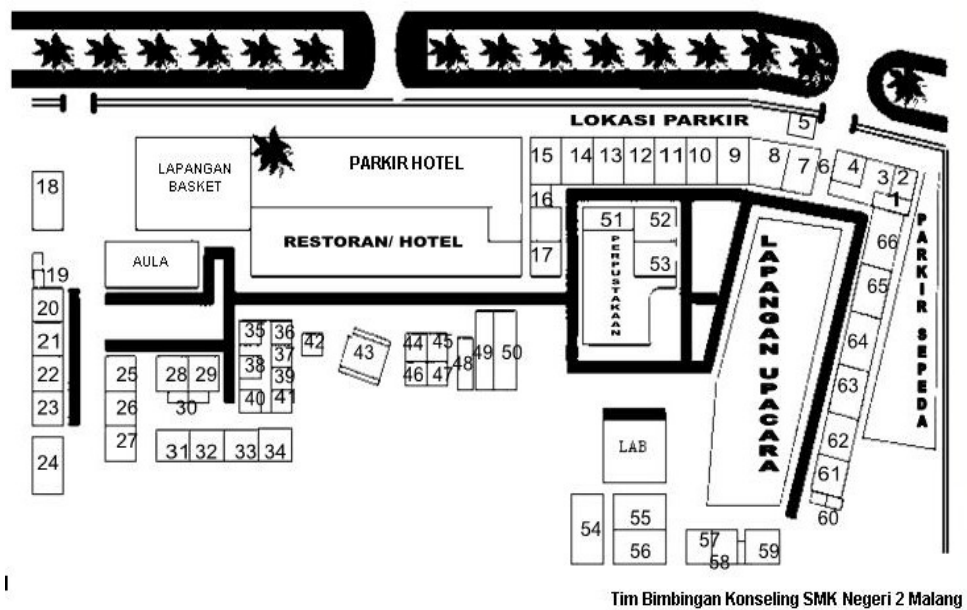 LOKASI PARKIR
5
15 14 13 12 11 10 9 8 7 6 4 3 2
1
LAPANGAN
BASKET
PARKIR HOTEL
18
16
51 52
RESTORAN/ HOTEL
17
53
PERPUSTAKAAN
LAPANGAN UPACARA
PARKIR SEPEDA
66
65
64
63
62
61
60
AULA
19
20
21
22
23
24
25
26
27
28 29
30
31 32 33 34
35 36
37
38
39
40 41
42
43
44 45
46 47
48 49 50
LAB
54
55
56
57
58
59
Tim Bimbingan Konseling SMK Negeri 2 Malang